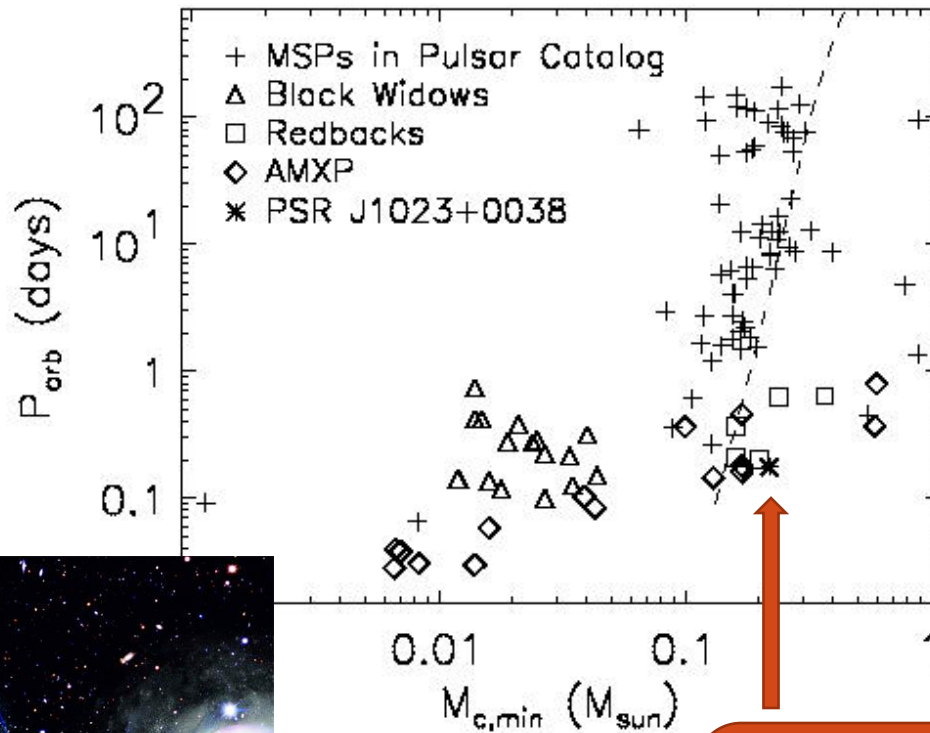 + MSPs in Pulsar Catalog
△ Black Widows
□ Redbacks
◇ AMXP
✳ PSR J1023+0038
10²
10¹
1
0.1
P_orb (days)
0.01
0.1
1
M_c,min (M_sun)